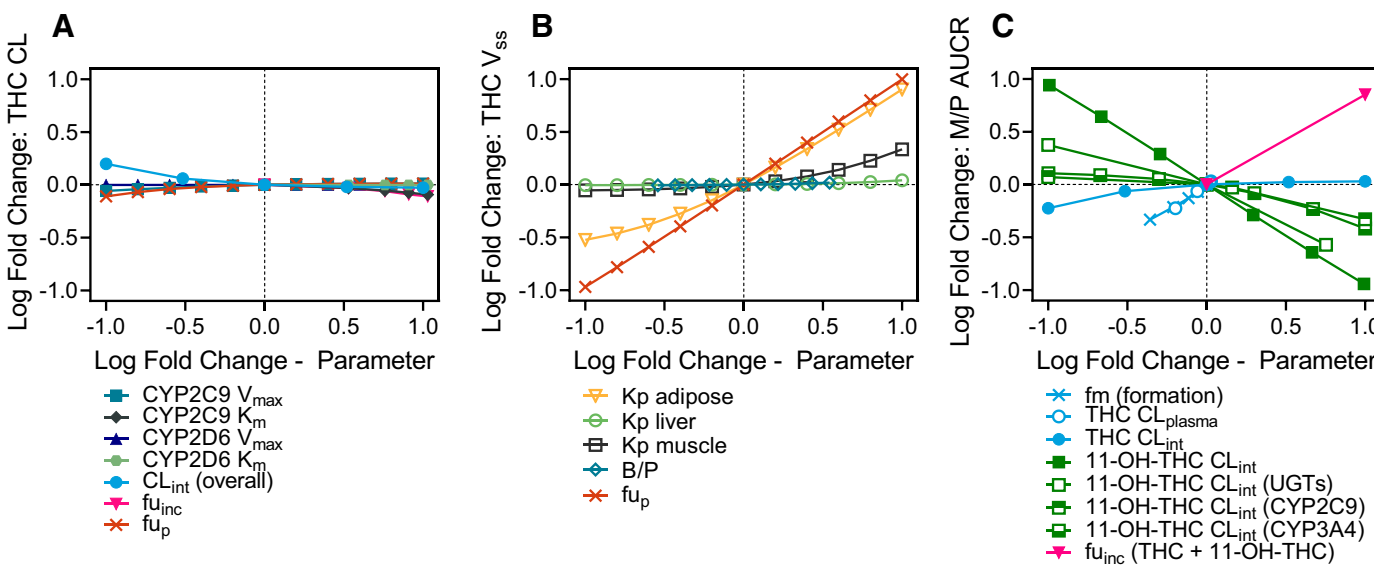 A
Log Fold Change: THC CL
1.0
0.5
0.0
-0.5
-1.0
-1.0 -0.5 0.0 0.5 1.0
Log Fold Change - Parameter
CYP2C9 Vmax
CYP2C9 Km
CYP2D6 Vmax
CYP2D6 Km
CLint (overall)
fuinc
fup
B
Log Fold Change: THC Vss
1.0
0.5
0.0
-0.5
-1.0
-1.0 -0.5 0.0 0.5 1.0
Log Fold Change - Parameter
Kp adipose
Kp liver
Kp muscle
B/P
fup
C
Log Fold Change: M/P AUCR
1.0
0.5
0.0
-0.5
-1.0
-1.0 -0.5 0.0 0.5 1.0
Log Fold Change - Parameter
fm (formation)
THC CLplasma
THC CLint
11-OH-THC CLint
11-OH-THC CLint (UGTs)
11-OH-THC CLint (CYP2C9)
11-OH-THC CLint (CYP3A4)
fuinc (THC + 11-OH-THC)